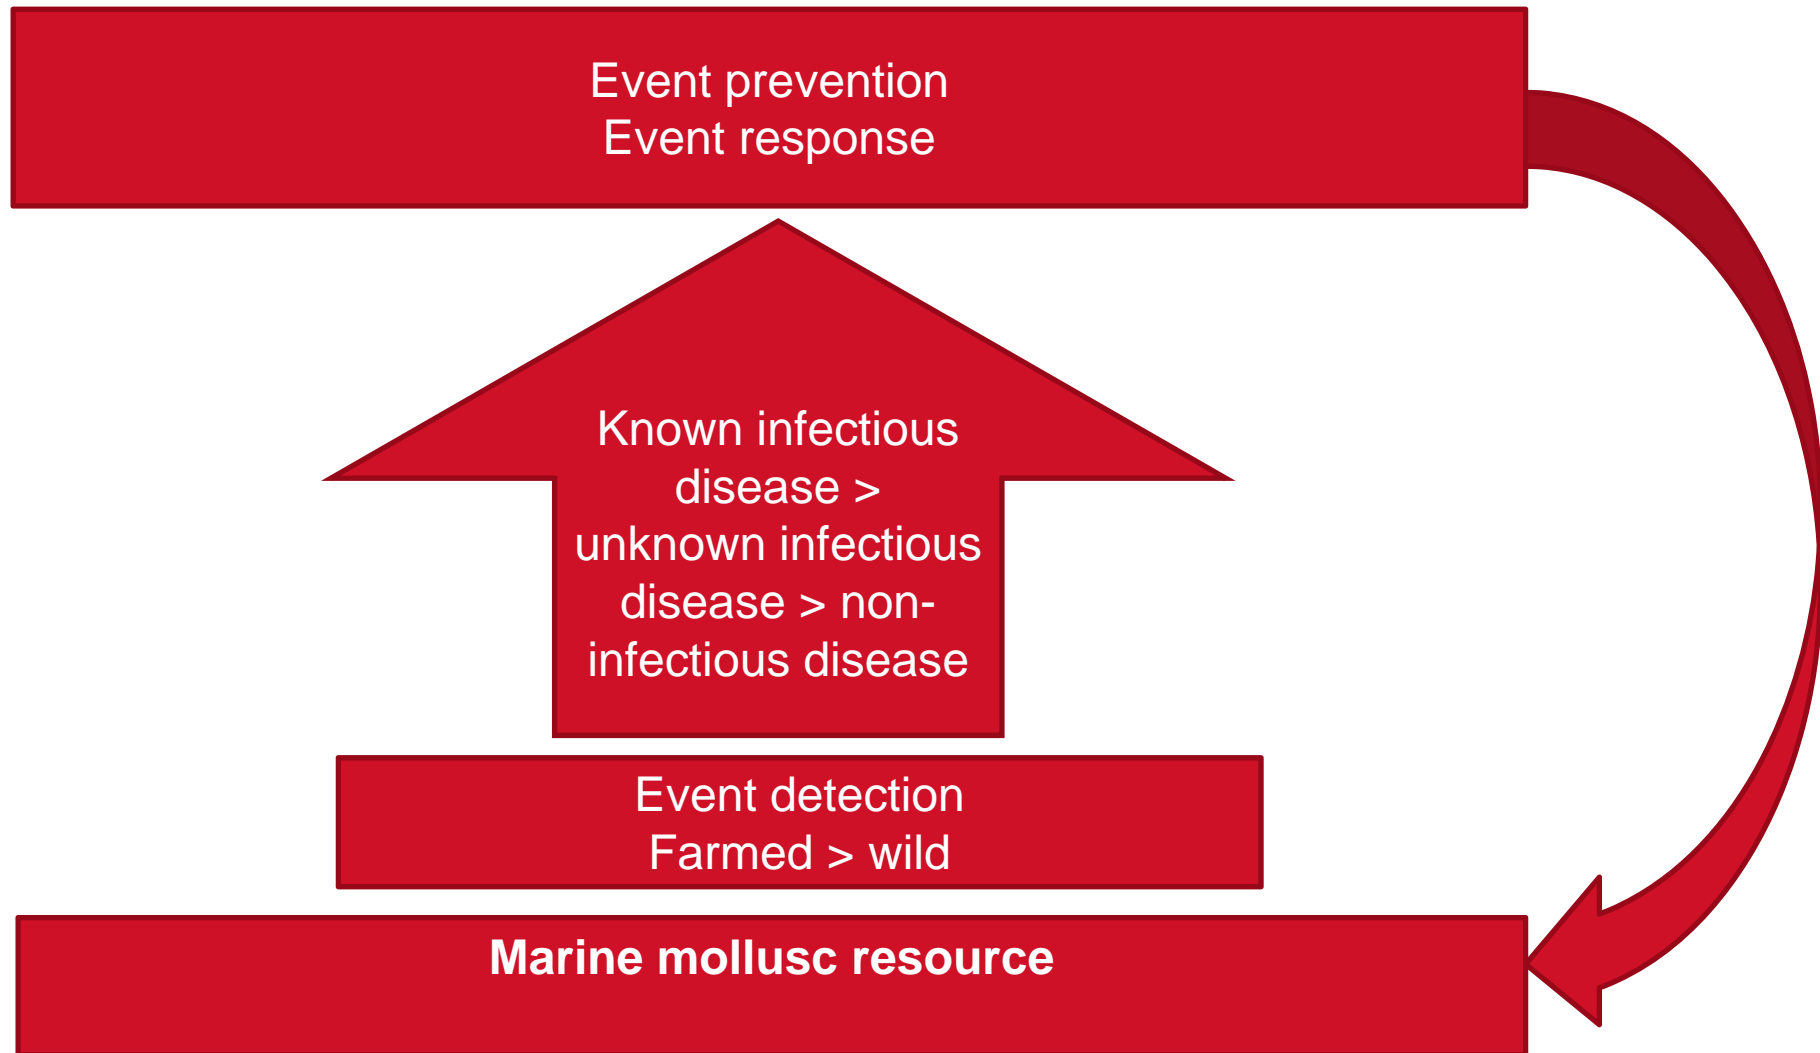 Event prevention
Event response
Known infectious
disease >
unknown infectious
disease > non-
infectious disease
Event detection
Farmed > wild
Marine mollusc resource